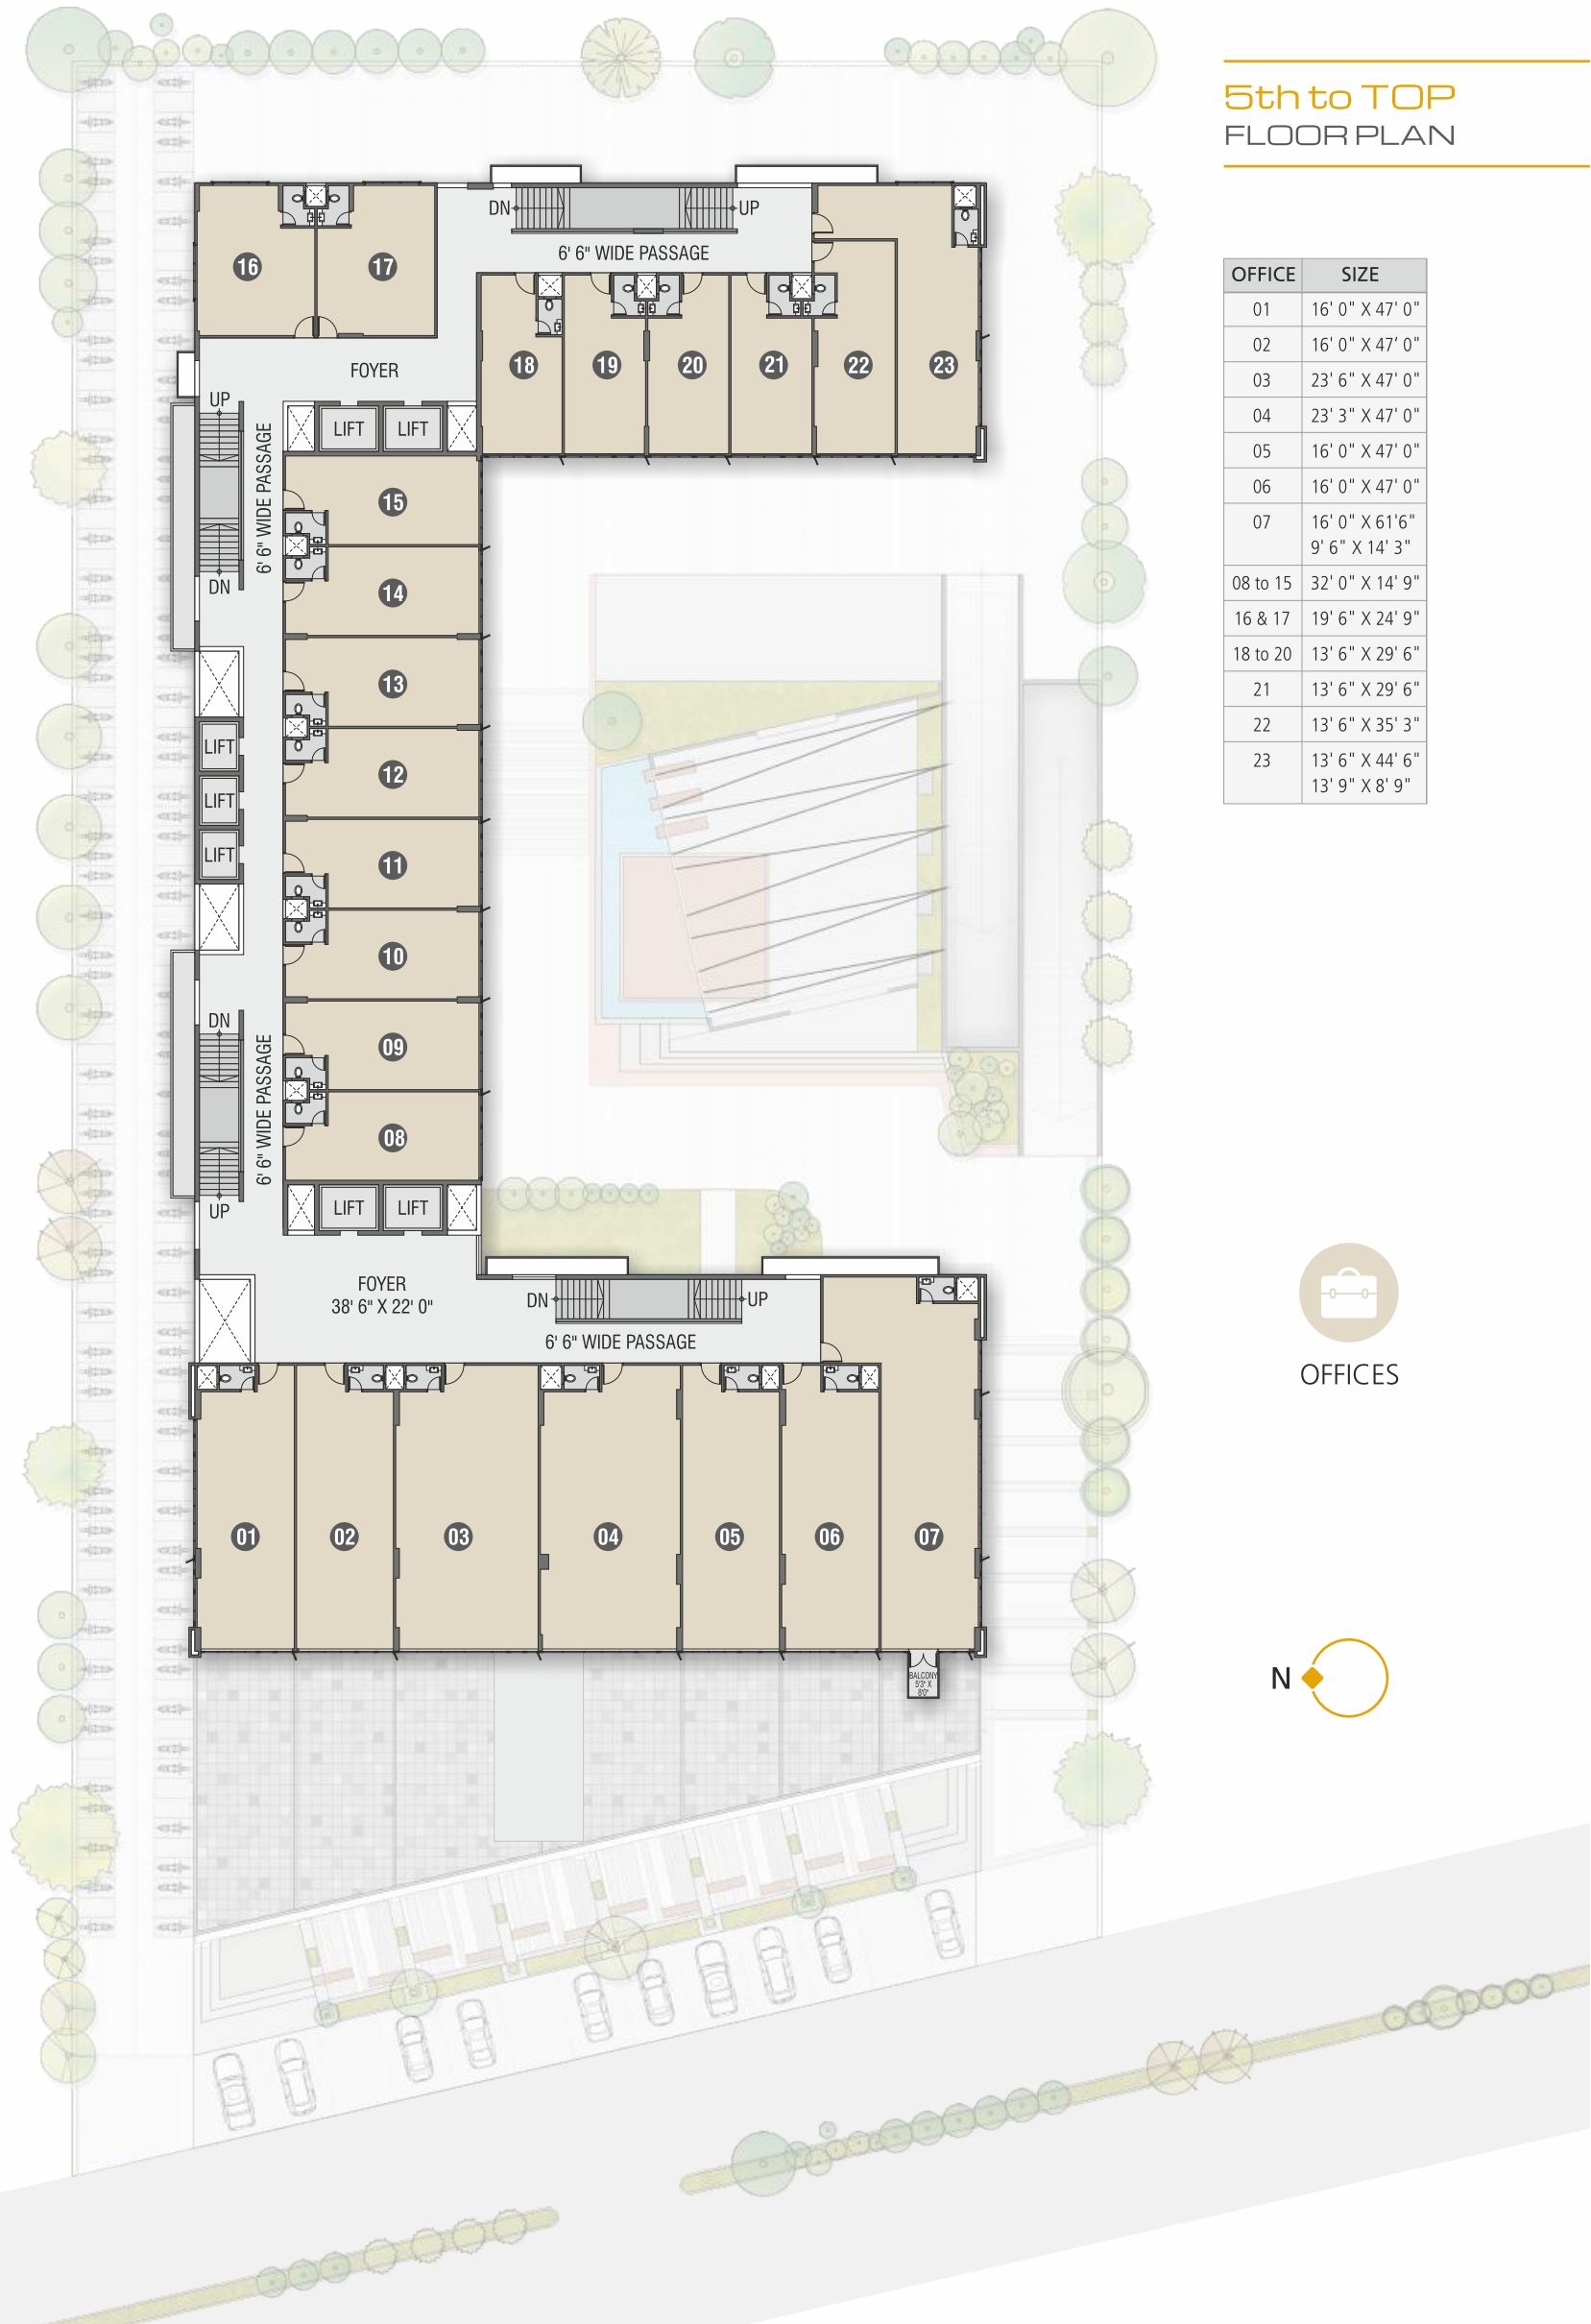 5th to TOP
FLOOR PLAN
OFFICE SIZE
01 16' 0" X 47' 0"
02 16' 0" X 47' 0"
03 23' 6" X 47' 0"
04 23' 3" X 47' 0"
05 16' 0" X 47' 0"
06 16' 0" X 47' 0"
07 16' 0" X 61'6"
9' 6" X 14' 3"
08 to 15 32' 0" X 14' 9"
16 & 17 19' 6" X 24' 9"
18 to 20 13' 6" X 29' 6"
21 13' 6" X 29' 6"
22 13' 6" X 35' 3"
23 13' 6" X 44' 6"
13' 9" X 8' 9"
DN UP
6' 6" WIDE PASSAGE
16 17
18 19 20 21 22 23
FOYER
UP
LIFT LIFT
6' 6" WIDE PASSAGE
DN
15
14
13
12
11
10
09
08
LIFT
LIFT
LIFT
DN
6' 6" WIDE PASSAGE
UP
LIFT LIFT
FOYER
38' 6" X 22' 0"
DN UP
6' 6" WIDE PASSAGE
01 02 03 04 05 06 07
BALCONY
5'3" X
8'0"
OFFICES
N